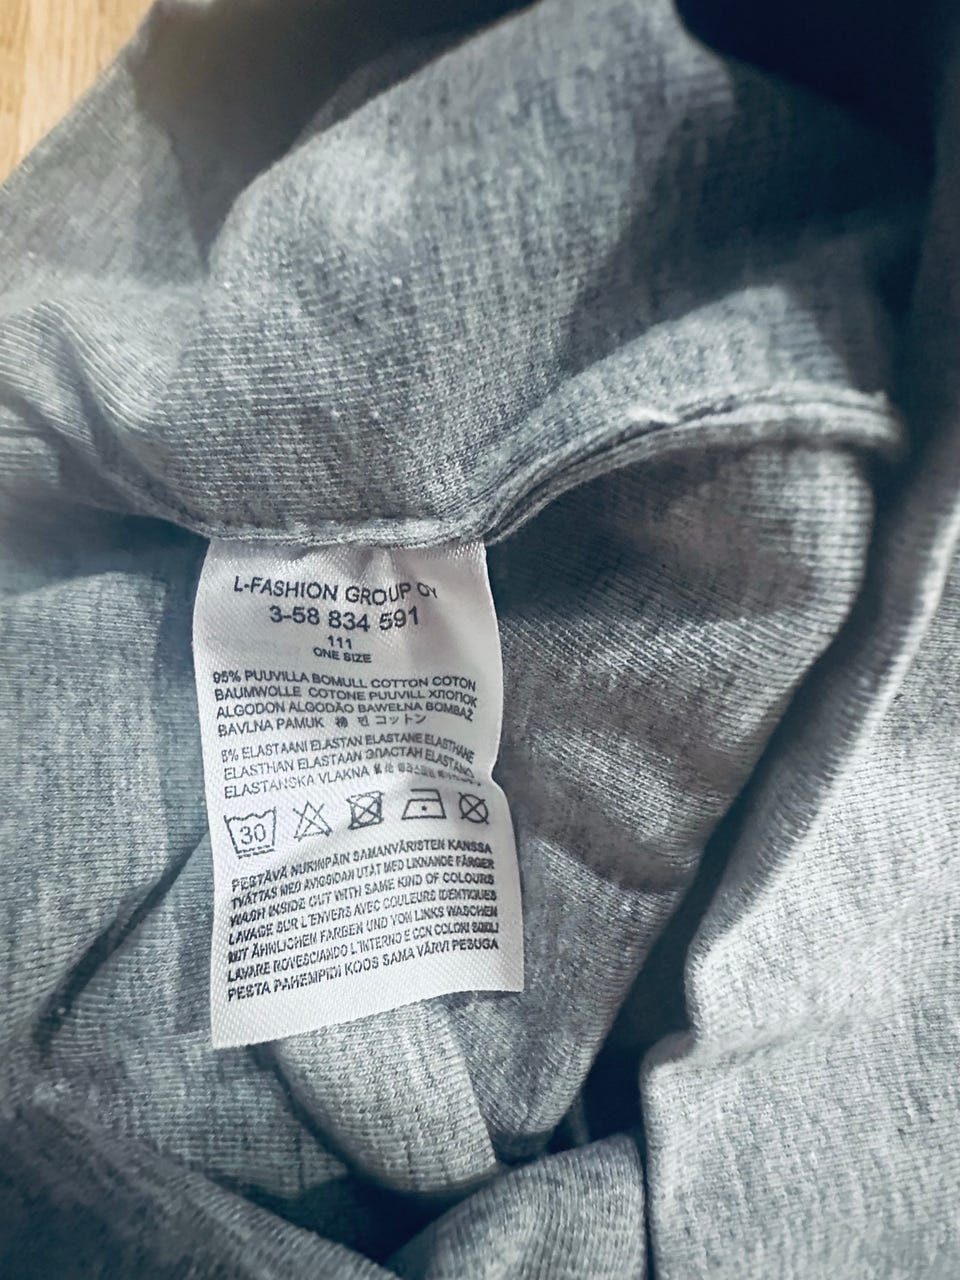 L-FASHION GROUP OY
3-58 834 591
111
ONE SIZE
95% PUUVILLA BOMULL COTTON COTON
BAUMWOLLE COTONE PUUVILL ХЛОПОК
ALGODON ALGODÃO BAWEŁNA BOMBAŽ
BAVLNA PAMUK 棉 면 コットン
5% ELASTAANI ELASTAN ELASTANE ELASTHANE
ELASTHAN ELASTAAN ЭЛАСТАН ELASTANO
ELASTANSKA VLAKNA
30
PESTÄVÄ NURINPÄIN SAMANVÄRISTEN KANSSA
TVÄTTAS MED AVIGSIDAN UTÅT MED LIKNANDE FÄRGER
WASH INSIDE OUT WITH SAME KIND OF COLOURS
LAVAGE SUR L'ENVERS AVEC COULEURS IDENTIQUES
MIT ÄHNLICHEN FARBEN UND VON LINKS WASCHEN
LAVARE ROVESCIANDO L'INTERNO E CON COLORI SIMILI
PESTA PAHEMPIDI KOOS SAMA VÄRVI PESUGA